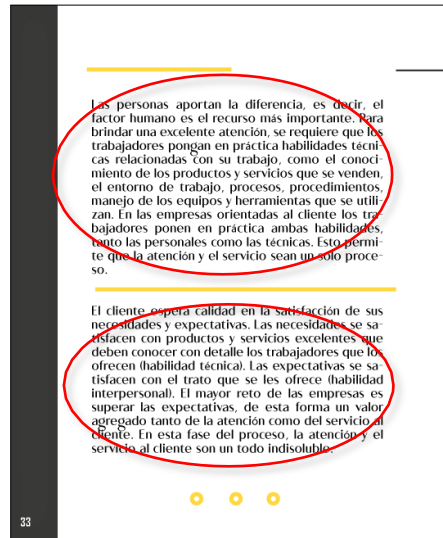 Las personas aportan la diferencia, es decir, el
factor humano es el recurso más importante. Para
brindar una excelente atención, se requiere que los
trabajadores pongan en práctica habilidades técni-
cas relacionadas con su trabajo, como el conoci-
miento de los productos y servicios que se venden,
el entorno de trabajo, procesos, procedimientos,
manejo de los equipos y herramientas que se utili-
zan. En las empresas orientadas al cliente los tra-
bajadores ponen en práctica ambas habilidades,
tanto las personales como las técnicas. Esto permi-
te que la atención y el servicio sean un solo proce-
so.
El cliente espera calidad en la satisfacción de sus
necesidades y expectativas. Las necesidades se sa-
tisfacen con productos y servicios excelentes que
deben conocer con detalle los trabajadores que los
ofrecen (habilidad técnica). Las expectativas se sa-
tisfacen con el trato que se les ofrece (habilidad
interpersonal). El mayor reto de las empresas es
superar las expectativas, de esta forma un valor
agregado tanto de la atención como del servicio al
cliente. En esta fase del proceso, la atención y el
servicio al cliente son un todo indisoluble.
33